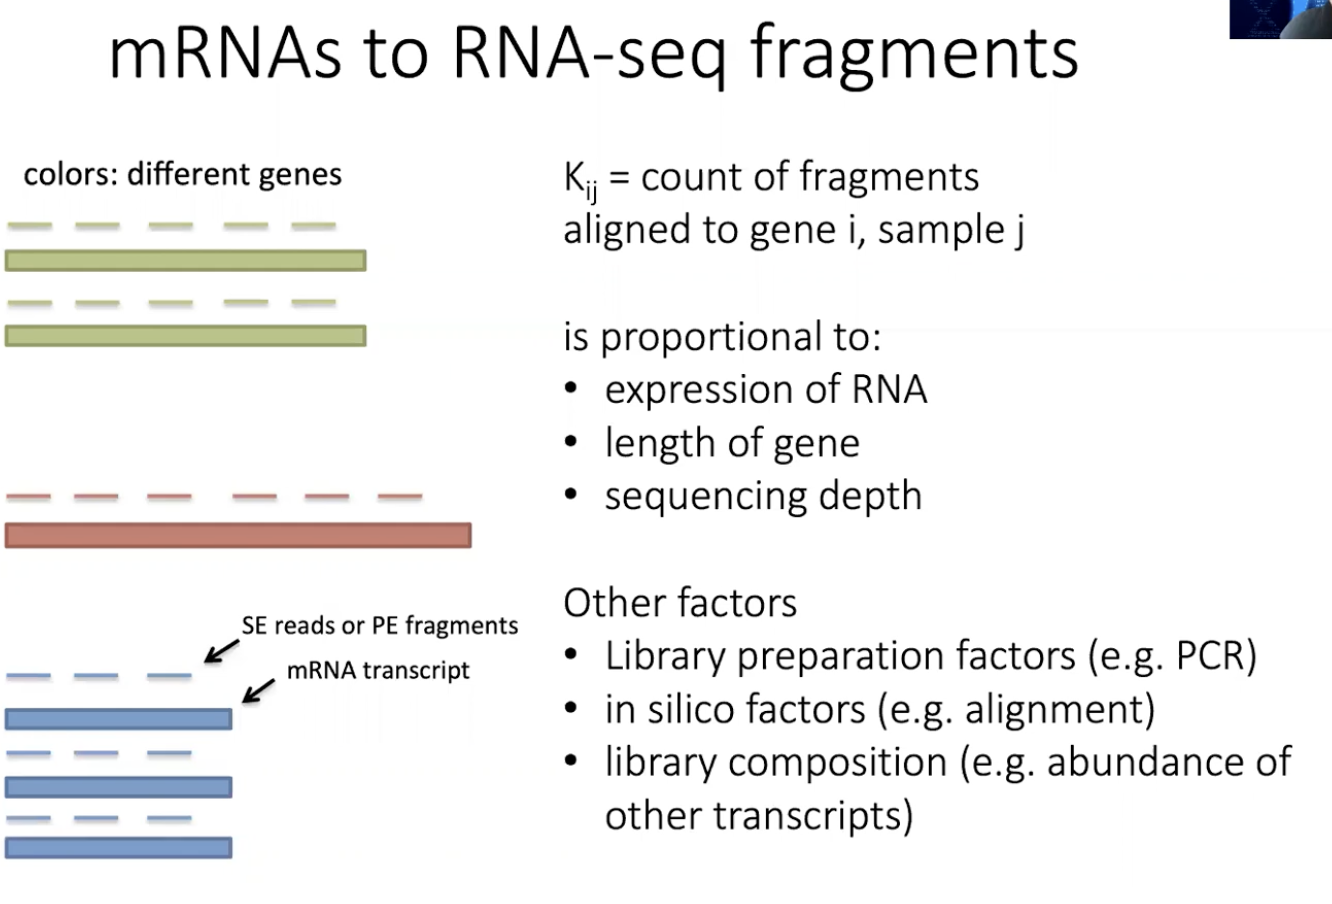 mRNAs to RNA-seq fragments
colors: different genes
SE reads or PE fragments
mRNA transcript
Kij = count of fragments
aligned to gene i, sample j
is proportional to:
• expression of RNA
• length of gene
• sequencing depth
Other factors
• Library preparation factors (e.g. PCR)
• in silico factors (e.g. alignment)
• library composition (e.g. abundance of
other transcripts)